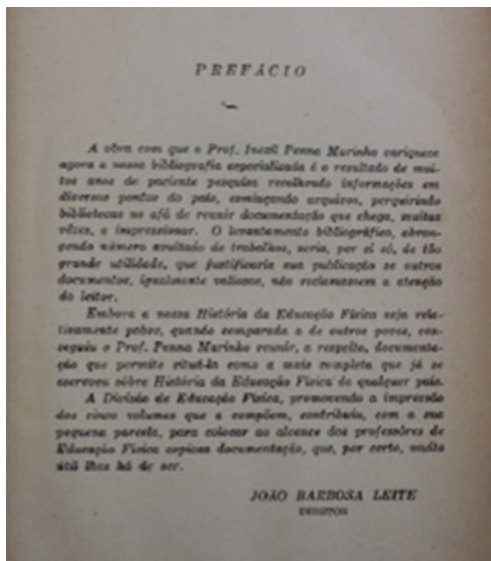 PREFÁCIO
A obra com que o Prof. Inezil Penna Marinho enriquece
agora a nossa bibliografia especializada é o resultado de mui-
tos anos de paciente pesquisa recolhendo informações em
diversos pontos do país, esmiuçando arquivos, perquirindo
bibliotecas no afã de reunir documentação que chega, muitas
vêzes, a impressionar. O levantamento bibliográfico, abran-
gendo número avultado de trabalhos, seria, por si só, de tão
grande utilidade, que justificaria sua publicação se outros
documentos, igualmente valiosos, não reclamassem a atenção
do leitor.
Embora a nossa História da Educação Física seja rela-
tivamente pobre, quando comparada a de outros povos, con-
seguiu o Prof. Penna Marinho reunir, a respeito, documenta-
ção que permite situá-la como a mais completa que já se
escreveu sôbre História da Educação Física de qualquer país.
A Divisão de Educação Física, promovendo a impressão
dos cinco volumes que a compõem, contribuiu, com a sua
pequena parcela, para colocar ao alcance dos professôres de
Educação Física copiosa documentação, que, por certo, muito
útil lhes há de ser.
JOÃO BARBOSA LEITE
DIRETOR